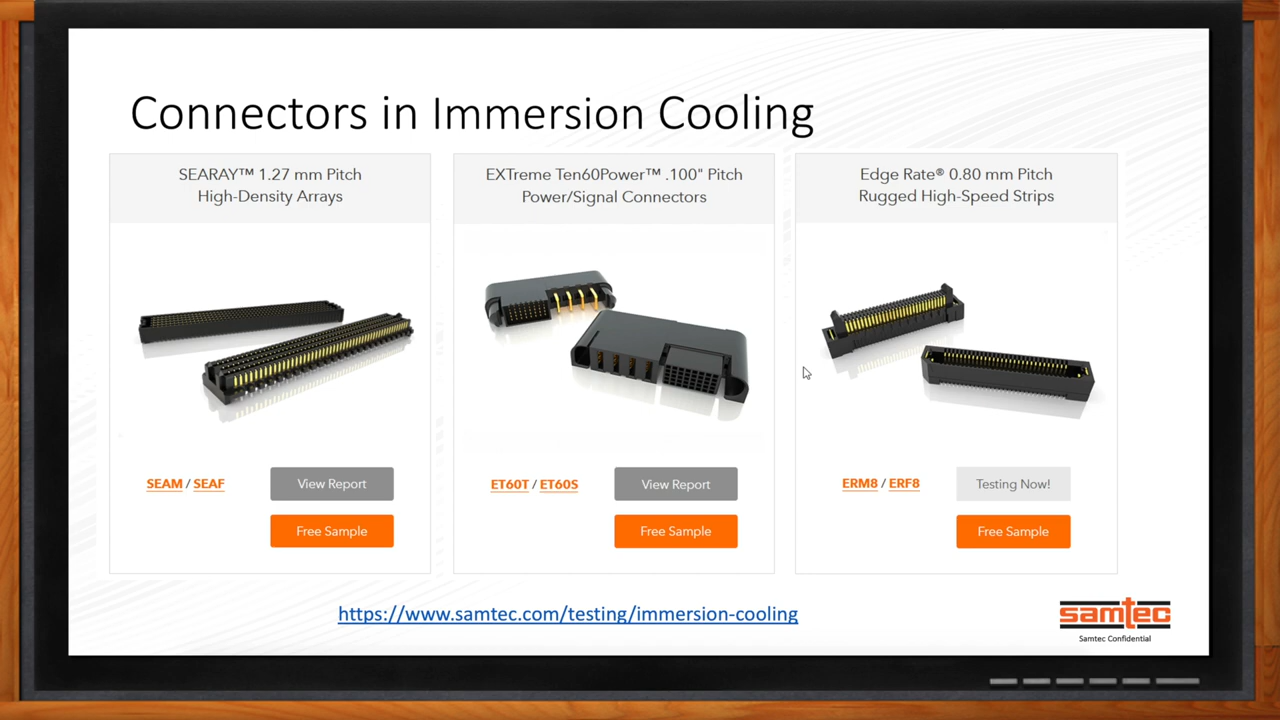 Connectors in Immersion Cooling
SEARAY™ 1.27 mm Pitch
High-Density Arrays
SEAM / SEAF
View Report
Free Sample
EXTreme Ten60Power™ .100" Pitch
Power/Signal Connectors
ET60T / ET60S
View Report
Free Sample
Edge Rate® 0.80 mm Pitch
Rugged High-Speed Strips
ERM8 / ERF8
Testing Now!
Free Sample
https://www.samtec.com/testing/immersion-cooling
samtec
Samtec Confidential